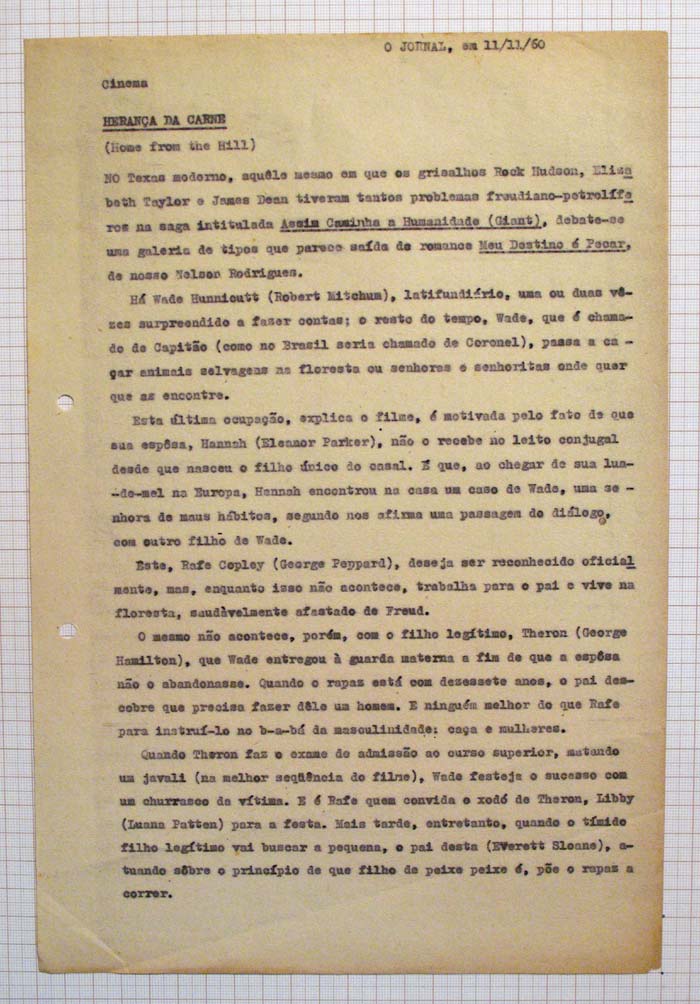 O JORNAL, em 11/11/60
Cinema
HERANÇA DA CARNE
(Home from the Hill)
NO Texas moderno, aquêle mesmo em que os grisalhos Rock Hudson, Eliza
beth Taylor e James Dean tiveram tantos problemas freudiano-petrolífe
ros na saga intitulada Assim Caminha a Humanidade (Giant), debate-se
uma galeria de tipos que parece saída do romance Meu Destino é Pecar,
de nosso Nelson Rodrigues.
Há Wade Hunnicutt (Robert Mitchum), latifundiário, uma ou duas vê-
zes surpreendido a fazer contas; o resto do tempo, Wade, que é chama-
do de Capitão (como no Brasil seria chamado de Coronel), passa a ca -
çar animais selvagens na floresta ou senhoras e senhoritas onde quer
que as encontre.
Esta última ocupação, explica o filme, é motivada pelo fato de que
sua espôsa, Hannah (Eleanor Parker), não o recebe no leito conjugal
desde que nasceu o filho único do casal. É que, ao chegar de sua lua-
-de-mel na Europa, Hannah encontrou na casa um caso de Wade, uma se -
nhora de maus hábitos, segundo nos afirma uma passagem do diálogo,
com outro filho de Wade.
Este, Rafe Copley (George Peppard), deseja ser reconhecido oficial
mente, mas, enquanto isso não acontece, trabalha para o pai e vive na
floresta, saudàvelmente afastado de Freud.
O mesmo não acontece, porém, com o filho legítimo, Theron (George
Hamilton), que Wade entregou à guarda materna a fim de que a espôsa
não o abandonasse. Quando o rapaz está com dezessete anos, o pai des-
cobre que precisa fazer dêle um homem. E ninguém melhor do que Rafe
para instruí-lo no b-a-bá da masculinidade: caça e mulheres.
Quando Theron faz o exame de admissão ao curso superior, matando
um javali (na melhor seqüência do filme), Wade festeja o sucesso com
um churrasco da vítima. E é Rafe quem convida o xodó de Theron, Libby
(Luana Patten) para a festa. Mais tarde, entretanto, quando o tímido
filho legítimo vai buscar a pequena, o pai desta (EVerett Sloane), a-
tuando sôbre o princípio de que filho de peixe peixe é, põe o rapaz a
correr.